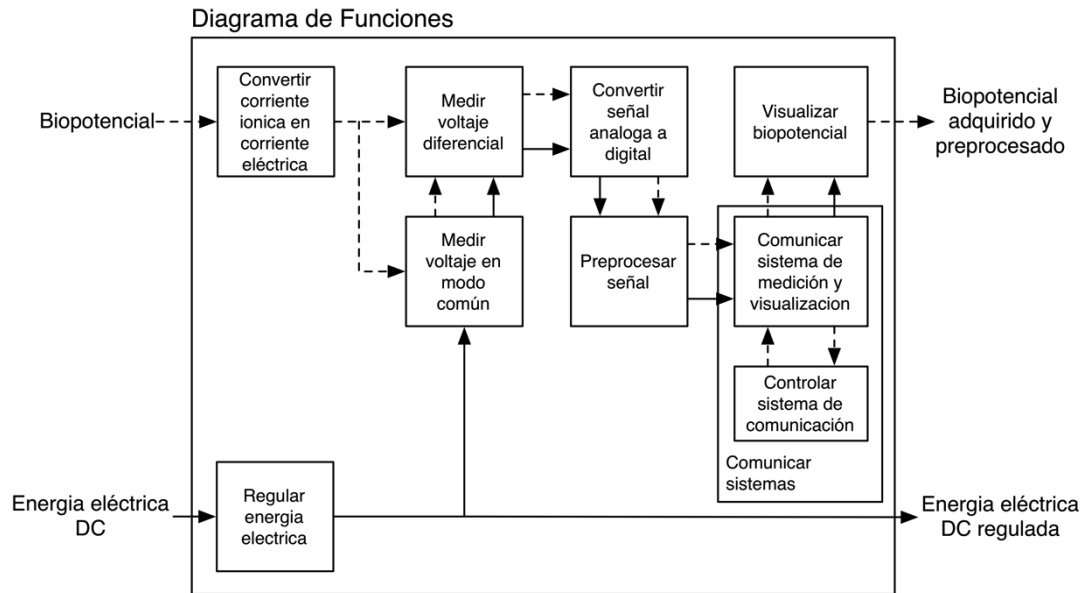 Diagrama de Funciones
Biopotencial
Convertir
corriente
ionica en
corriente
eléctrica
Medir
voltaje
diferencial
Convertir
señal
analoga a
digital
Visualizar
biopotencial
Biopotencial
adquirido y
preprocesado
Medir
voltaje en
modo
común
Preprocesar
señal
Comunicar
sistema de
medición y
visualizacion
Controlar
sistema de
comunicación
Comunicar
sistemas
Energia eléctrica
DC
Regular
energia
electrica
Energia eléctrica
DC regulada